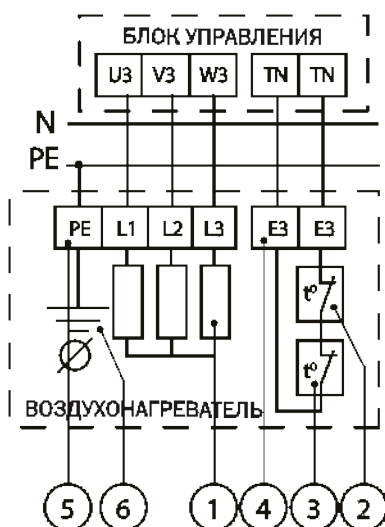 БЛОК УПРАВЛЕНИЯ
U3 V3 W3 TN TN
N
PE
PE L1 L2 L3 E3 E3
t°
t°
ВОЗДУХОНАГРЕВАТЕЛЬ
5 6 1 4 3 2